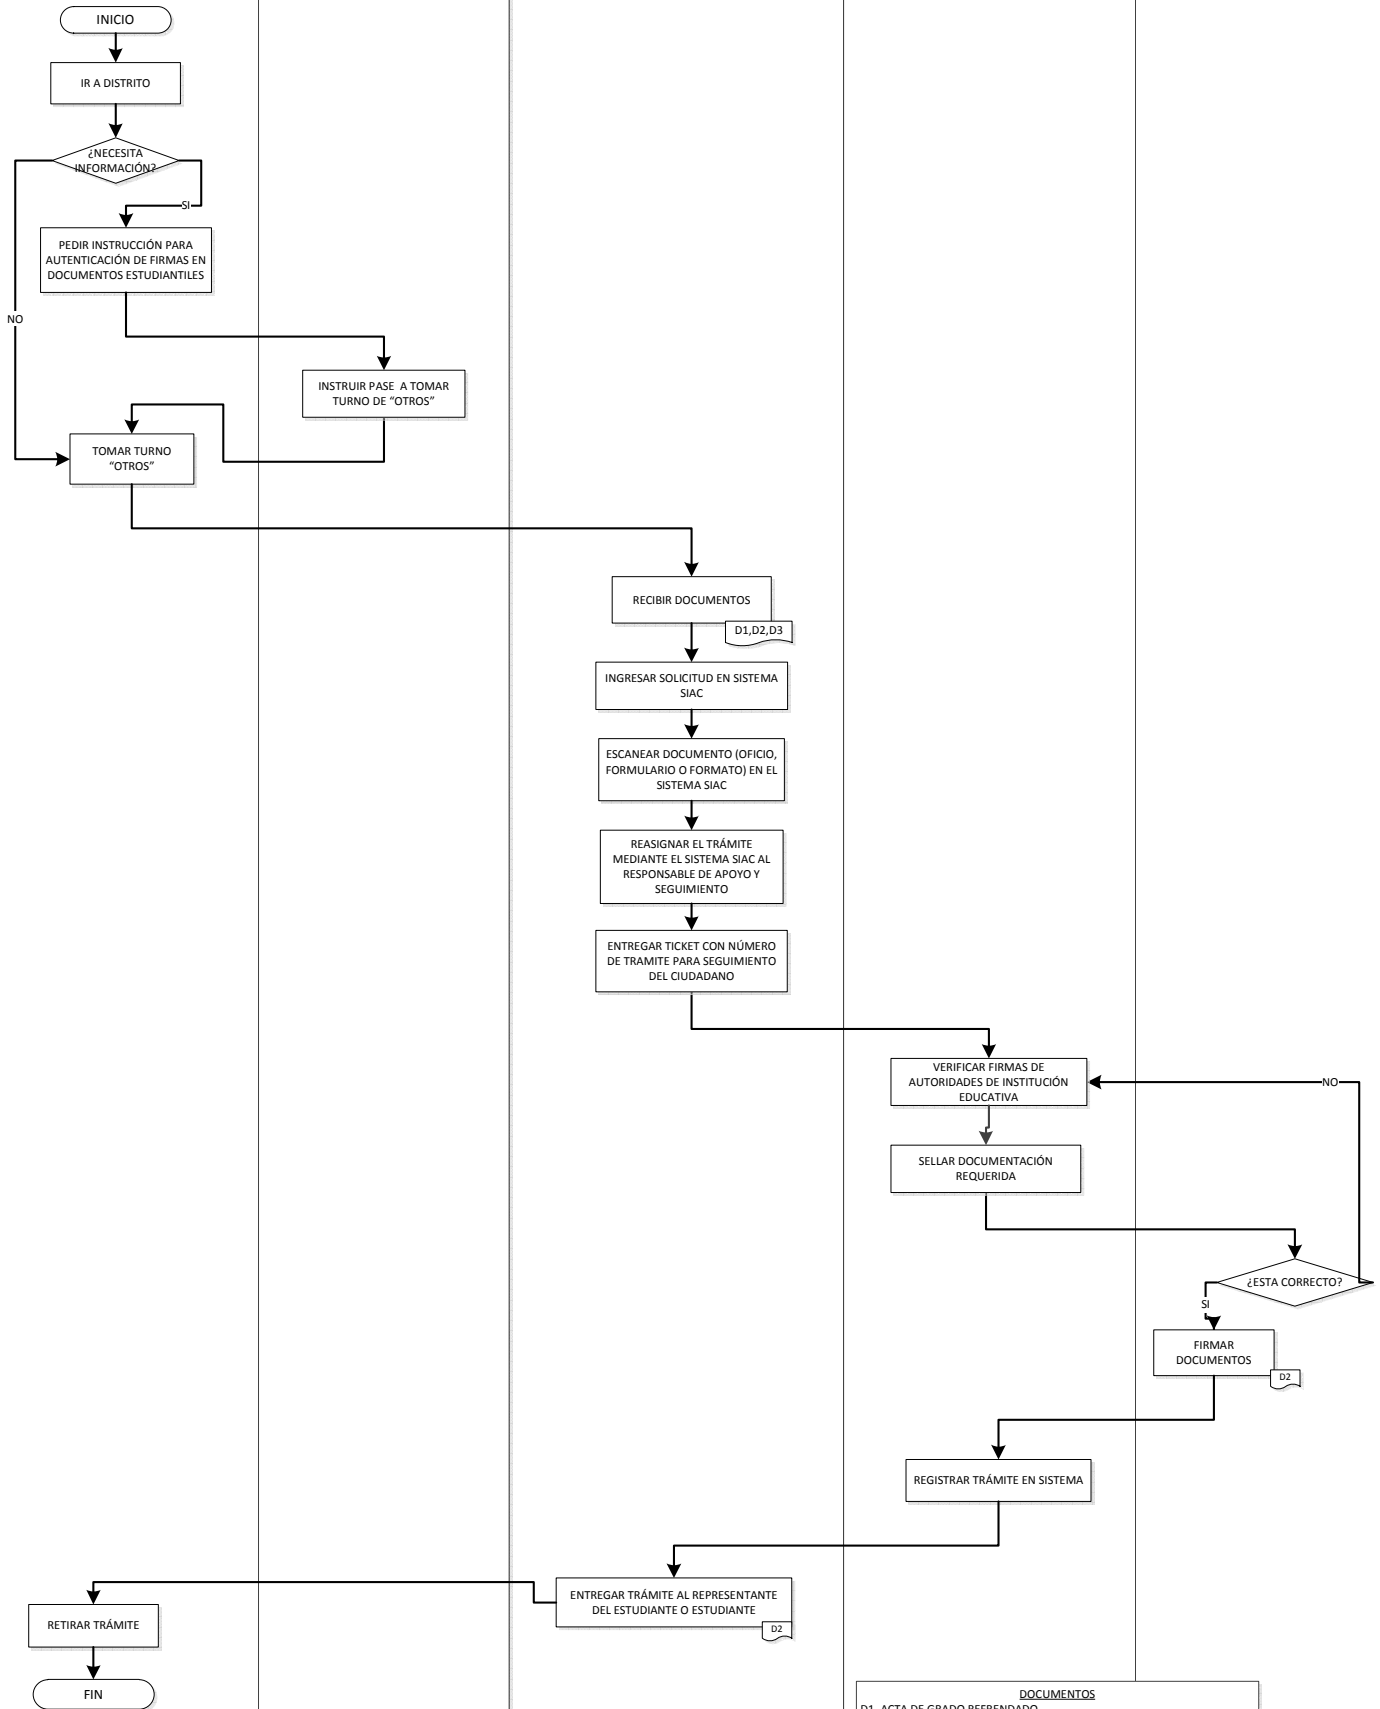 INICIO
IR A DISTRITO
¿NECESITA
INFORMACIÓN?
SI
PEDIR INSTRUCCIÓN PARA
AUTENTICACIÓN DE FIRMAS EN
DOCUMENTOS ESTUDIANTILES
NO
INSTRUIR PASE A TOMAR
TURNO DE “OTROS”
TOMAR TURNO
“OTROS”
RECIBIR DOCUMENTOS
D1,D2,D3
INGRESAR SOLICITUD EN SISTEMA
SIAC
ESCANEAR DOCUMENTO (OFICIO,
FORMULARIO O FORMATO) EN EL
SISTEMA SIAC
REASIGNAR EL TRÁMITE
MEDIANTE EL SISTEMA SIAC AL
RESPONSABLE DE APOYO Y
SEGUIMIENTO
ENTREGAR TICKET CON NÚMERO
DE TRAMITE PARA SEGUIMIENTO
DEL CIUDADANO
VERIFICAR FIRMAS DE
AUTORIDADES DE INSTITUCIÓN
EDUCATIVA
NO
SELLAR DOCUMENTACIÓN
REQUERIDA
¿ESTA CORRECTO?
SI
FIRMAR
DOCUMENTOS
D2
REGISTRAR TRÁMITE EN SISTEMA
ENTREGAR TRÁMITE AL REPRESENTANTE
DEL ESTUDIANTE O ESTUDIANTE
D2
RETIRAR TRÁMITE
FIN
DOCUMENTOS
D1. ACTA DE GRADO REFRENDADO